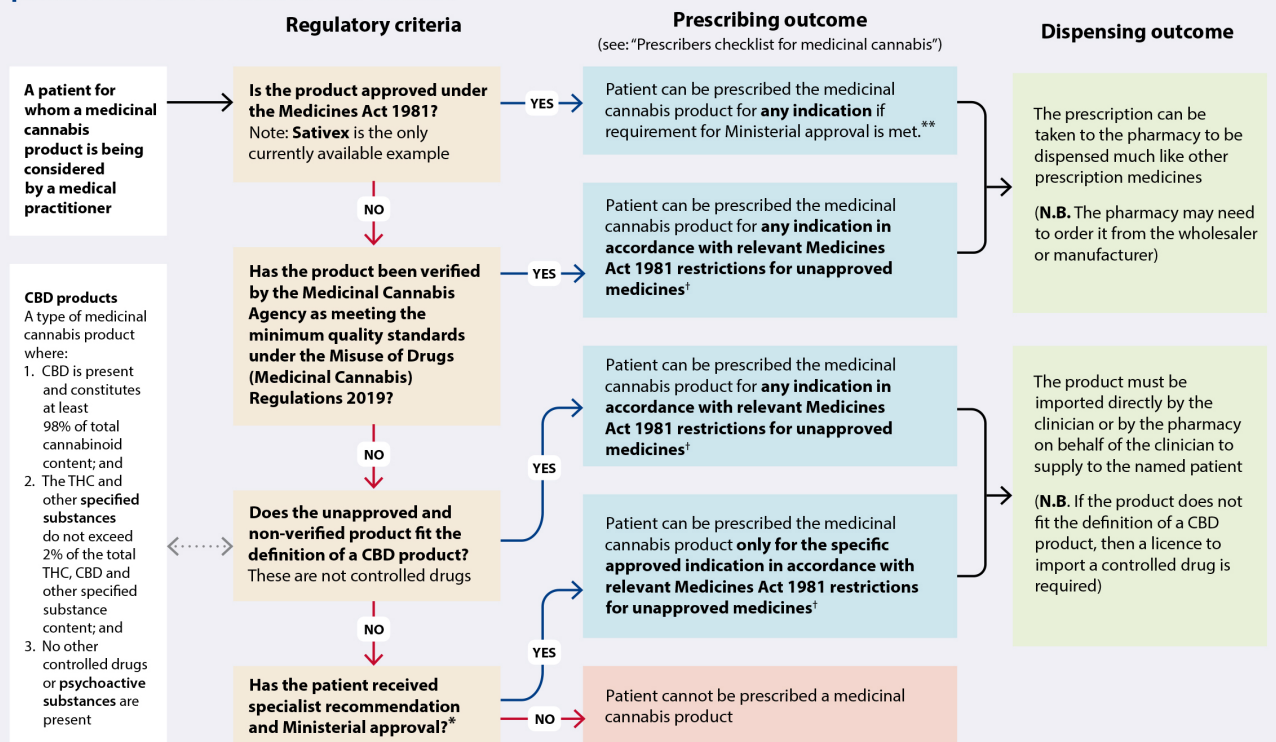 Regulatory criteria
Prescribing outcome
(see: “Prescribers checklist for medicinal cannabis”)
Dispensing outcome
A patient for
whom a medicinal
cannabis
product is being
considered
by a medical
practitioner
Is the product approved under
the Medicines Act 1981?
Note: Sativex is the only
currently available example
YES
Patient can be prescribed the medicinal
cannabis product for any indication if
requirement for Ministerial approval is met.**
The prescription can be
taken to the pharmacy to be
dispensed much like other
prescription medicines
(N.B. The pharmacy may need
to order it from the wholesaler
or manufacturer)
NO
Has the product been verified
by the Medicinal Cannabis
Agency as meeting the
minimum quality standards
under the Misuse of Drugs
(Medicinal Cannabis)
Regulations 2019?
YES
Patient can be prescribed the medicinal
cannabis product for any indication in
accordance with relevant Medicines
Act 1981 restrictions for unapproved
medicines†
NO
CBD products
A type of medicinal
cannabis product
where:
1. CBD is present
and constitutes
at least
98% of total
cannabinoid
content; and
2. The THC and
other specified
substances
do not exceed
2% of the total
THC, CBD and
other specified
substance
content; and
3. No other
controlled drugs
or psychoactive
substances are
present
Does the unapproved and
non-verified product fit the
definition of a CBD product?
These are not controlled drugs
YES
Patient can be prescribed the medicinal
cannabis product for any indication in
accordance with relevant Medicines
Act 1981 restrictions for unapproved
medicines†
The product must be
imported directly by the
clinician or by the pharmacy
on behalf of the clinician to
supply to the named patient
(N.B. If the product does not
fit the definition of a CBD
product, then a licence to
import a controlled drug is
required)
NO
Has the patient received
specialist recommendation
and Ministerial approval?*
YES
Patient can be prescribed the medicinal
cannabis product only for the specific
approved indication in accordance with
relevant Medicines Act 1981 restrictions
for unapproved medicines†
NO
Patient cannot be prescribed a medicinal
cannabis product